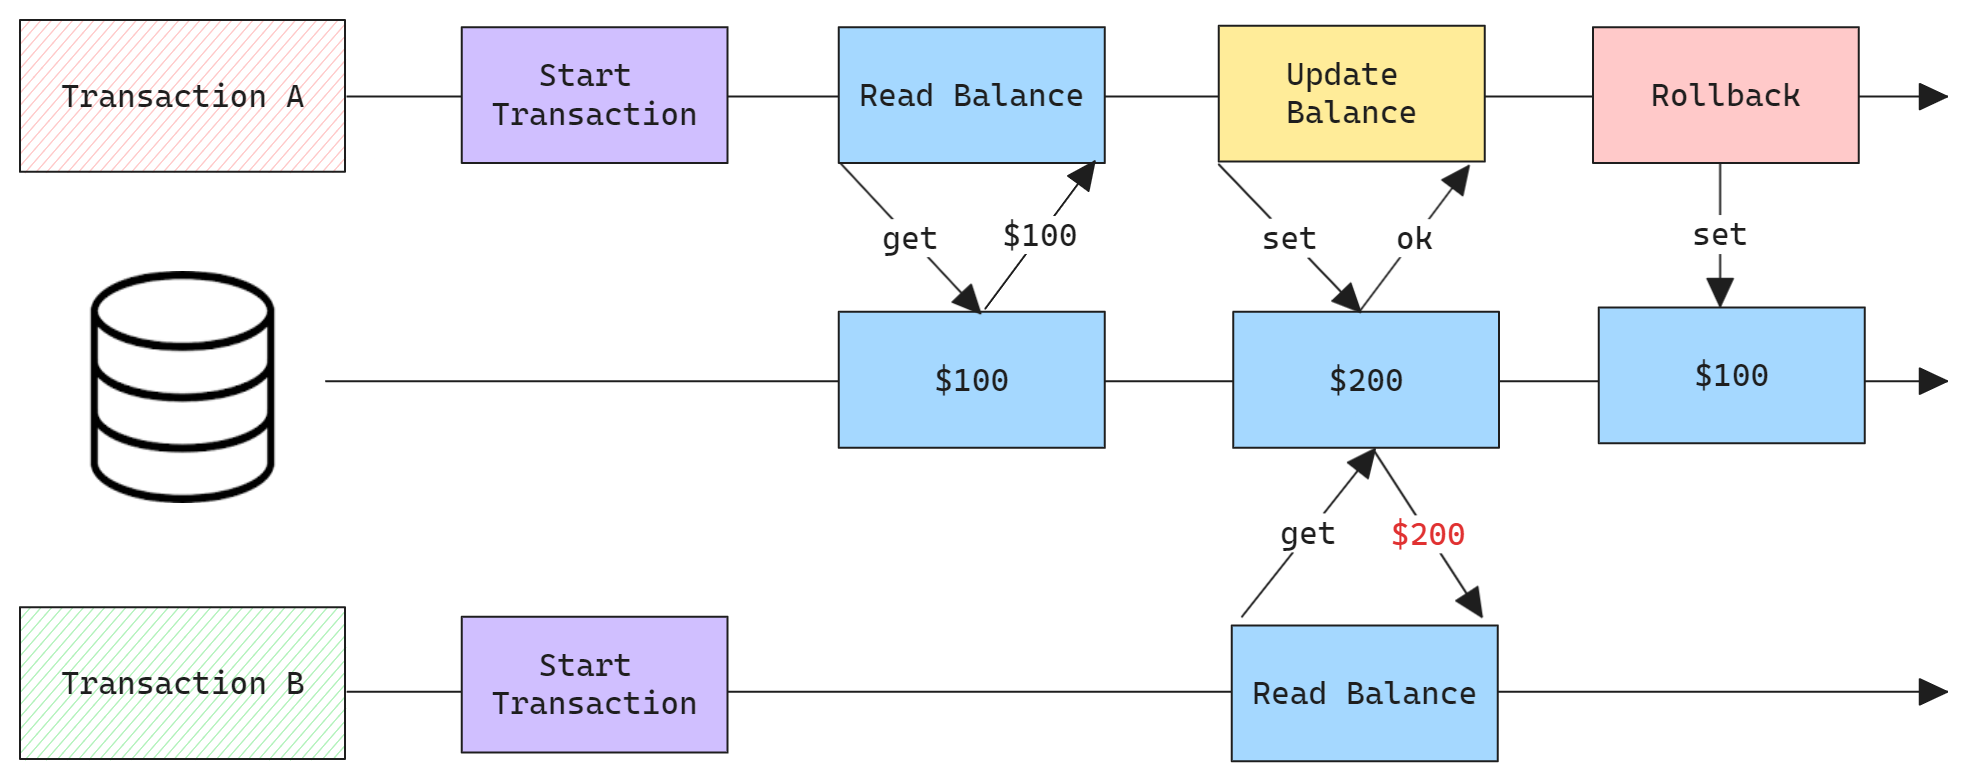 Transaction A
Start
Transaction
Read Balance
Update
Balance
Rollback
get
$100
set
ok
set
$100
$200
$100
get
$200
Transaction B
Start
Transaction
Read Balance